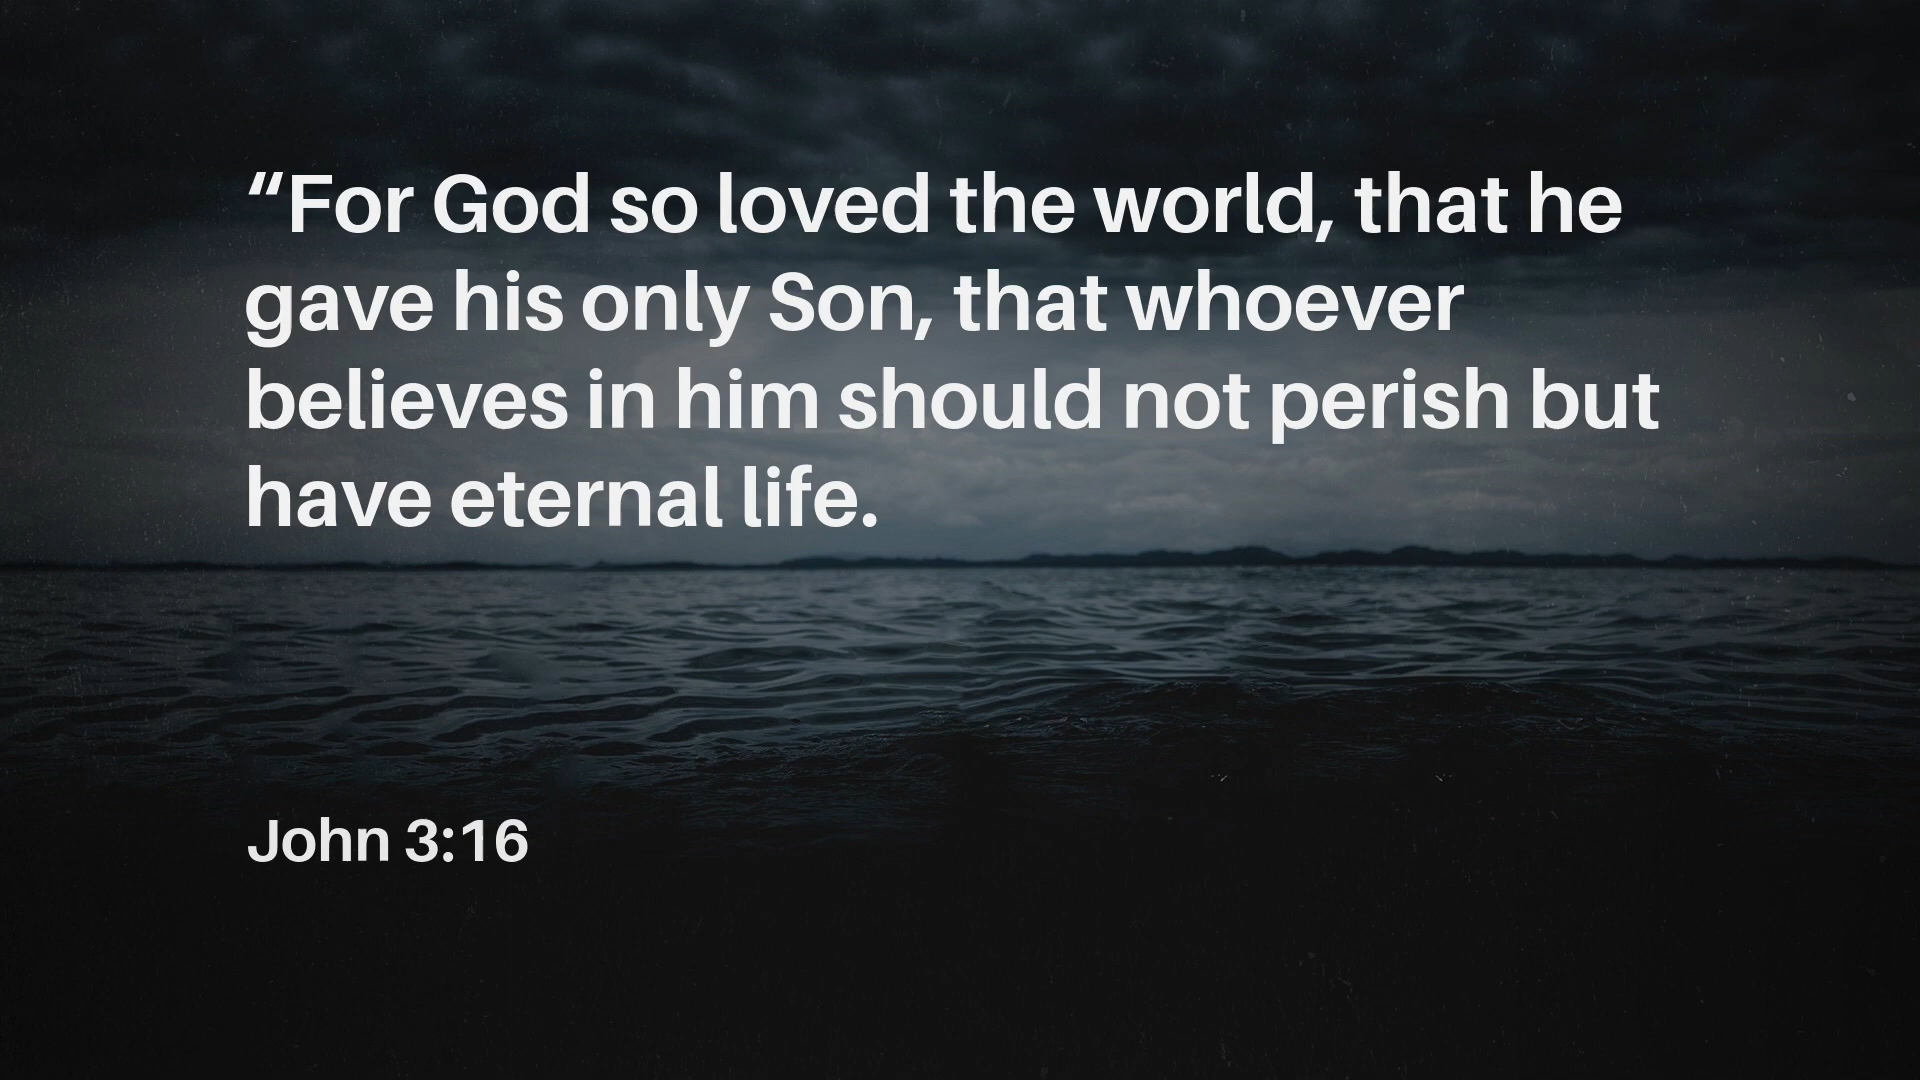 “For God so loved the world, that he
gave his only Son, that whoever
believes in him should not perish but
have eternal life.
John 3:16